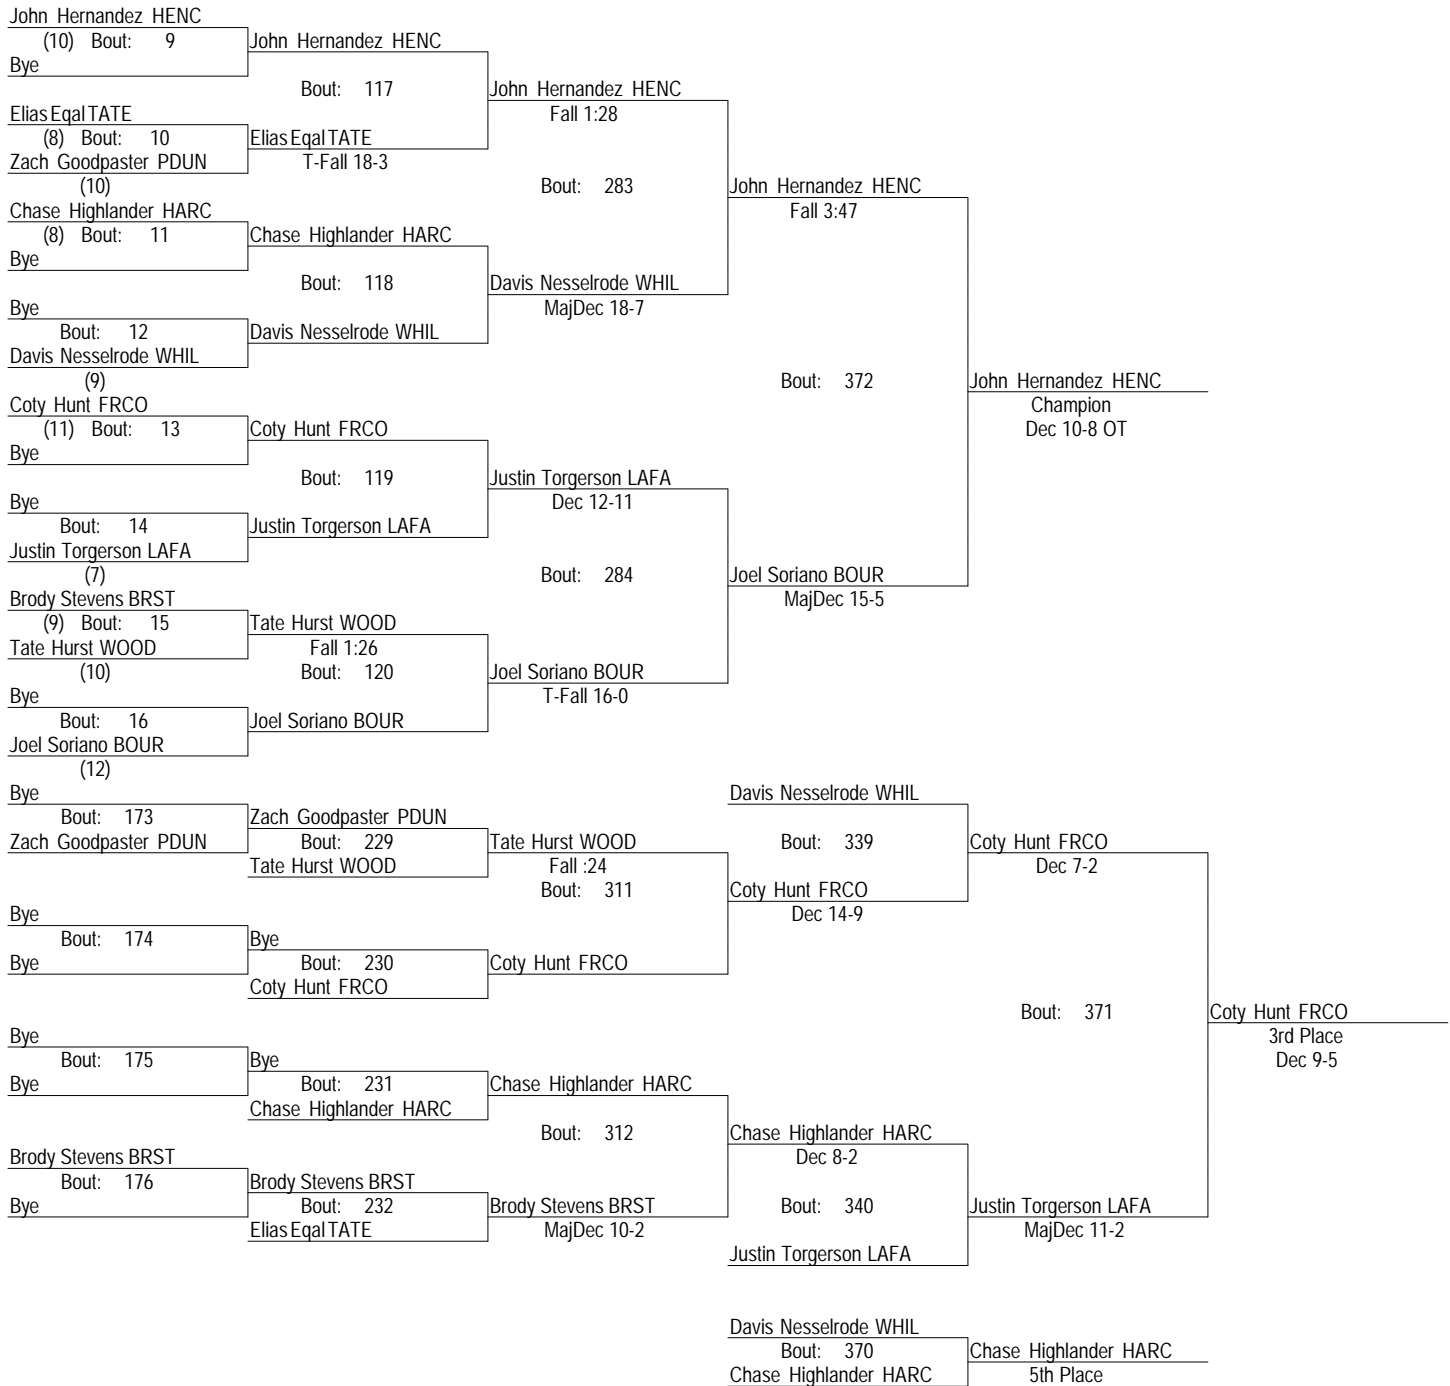 John Hernandez HENC
(10) Bout: 9
Bye
John Hernandez HENC
Bout: 117
Elias Eqal TATE
(8) Bout: 10
Zach Goodpaster PDUN
(10)
Elias Eqal TATE
T-Fall 18-3
John Hernandez HENC
Fall 1:28
Bout: 283
Chase Highlander HARC
(8) Bout: 11
Bye
Chase Highlander HARC
Bout: 118
Bye
Bout: 12
Davis Nesselrode WHIL
(9)
Davis Nesselrode WHIL
Davis Nesselrode WHIL
MajDec 18-7
John Hernandez HENC
Fall 3:47
Bout: 372
Coty Hunt FRCO
(11) Bout: 13
Bye
Coty Hunt FRCO
Bout: 119
Bye
Bout: 14
Justin Torgerson LAFA
(7)
Justin Torgerson LAFA
Justin Torgerson LAFA
Dec 12-11
Bout: 284
Brody Stevens BRST
(9) Bout: 15
Tate Hurst WOOD
(10)
Tate Hurst WOOD
Fall 1:26
Bout: 120
Bye
Bout: 16
Joel Soriano BOUR
(12)
Joel Soriano BOUR
Joel Soriano BOUR
T-Fall 16-0
Joel Soriano BOUR
MajDec 15-5
John Hernandez HENC
Champion
Dec 10-8 OT
Bye
Bout: 173
Zach Goodpaster PDUN
Zach Goodpaster PDUN
Bout: 229
Tate Hurst WOOD
Tate Hurst WOOD
Fall :24
Bout: 311
Bye
Bout: 174
Bye
Bye
Bout: 230
Coty Hunt FRCO
Coty Hunt FRCO
Davis Nesselrode WHIL
Bout: 339
Coty Hunt FRCO
Dec 14-9
Coty Hunt FRCO
Dec 7-2
Bout: 371
Bye
Bout: 175
Bye
Bye
Bout: 231
Chase Highlander HARC
Chase Highlander HARC
Bout: 312
Brody Stevens BRST
Bout: 176
Bye
Brody Stevens BRST
Bout: 232
Elias Eqal TATE
Brody Stevens BRST
MajDec 10-2
Chase Highlander HARC
Dec 8-2
Bout: 340
Justin Torgerson LAFA
Justin Torgerson LAFA
MajDec 11-2
Coty Hunt FRCO
3rd Place
Dec 9-5
Davis Nesselrode WHIL
Bout: 370
Chase Highlander HARC
Chase Highlander HARC
5th Place